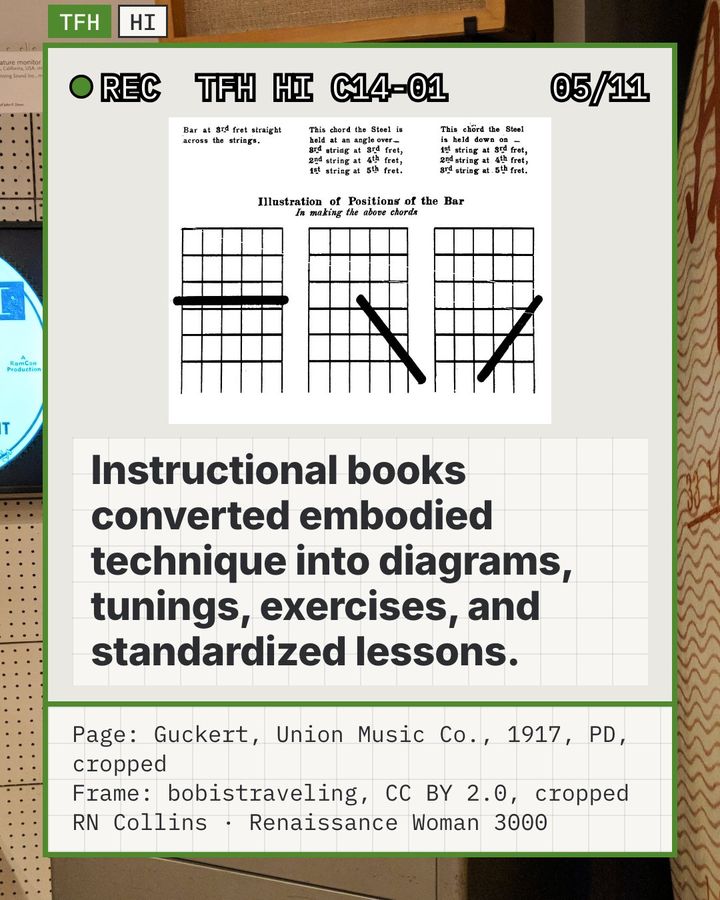 TFH HI
REC TFH HI C14-01 05/11
Bar at 3rd fret straight
across the strings.
This chord the Steel is
held at an angle over—
3rd string at 3rd fret,
2nd string at 4th fret,
1st string at 5th fret.
This chord the Steel
is held down on —
1st string at 3rd fret,
2nd string at 4th fret,
3rd string at 5th fret.
Illustration of Positions of the Bar
In making the above chords
Instructional books
converted embodied
technique into diagrams,
tunings, exercises, and
standardized lessons.
Page: Guckert, Union Music Co., 1917, PD,
cropped
Frame: bobistraveling, CC BY 2.0, cropped
RN Collins · Renaissance Woman 3000
A
RamCon
Production